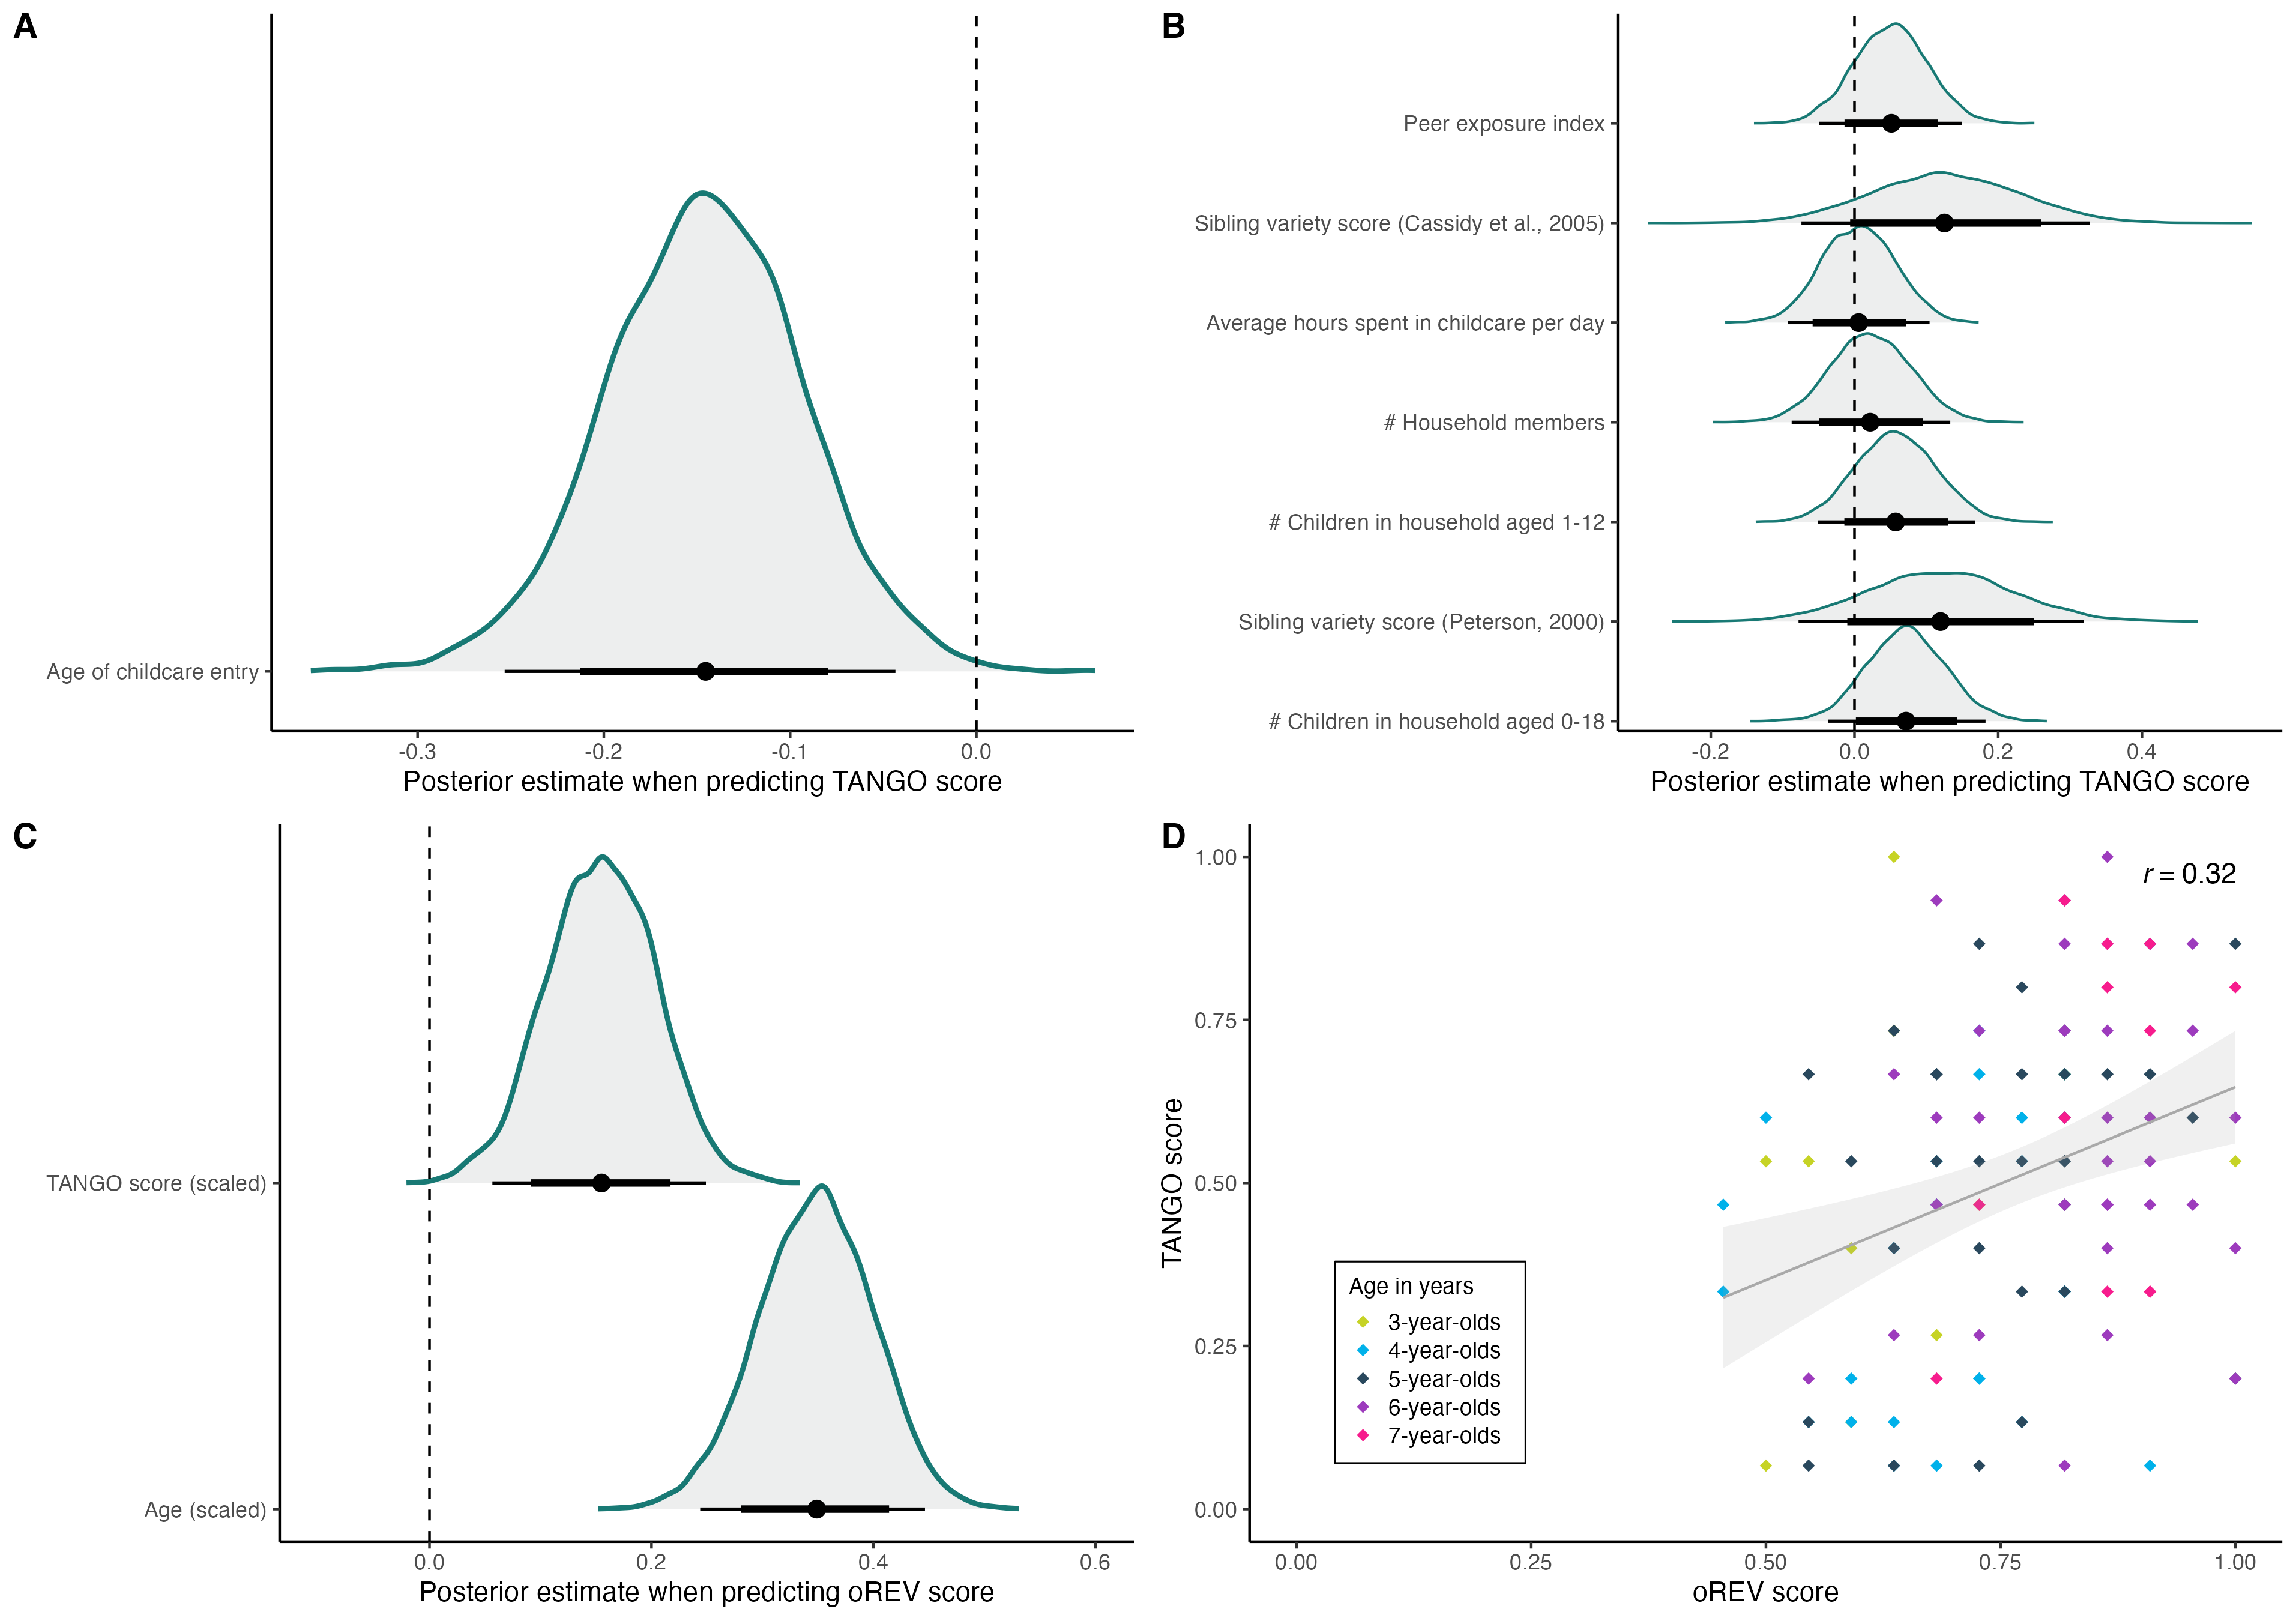 A
Age of childcare entry
-0.3 -0.2 -0.1 0.0
Posterior estimate when predicting TANGO score
B
Peer exposure index
Sibling variety score (Cassidy et al., 2005)
Average hours spent in childcare per day
# Household members
# Children in household aged 1-12
Sibling variety score (Peterson, 2000)
# Children in household aged 0-18
-0.2 0.0 0.2 0.4
Posterior estimate when predicting TANGO score
C
TANGO score (scaled)
Age (scaled)
0.0 0.2 0.4 0.6
Posterior estimate when predicting oREV score
D
1.00
r = 0.32
0.75
TANGO score
0.50
0.25
0.00
Age in years
3-year-olds
4-year-olds
5-year-olds
6-year-olds
7-year-olds
0.00 0.25 0.50 0.75 1.00
oREV score